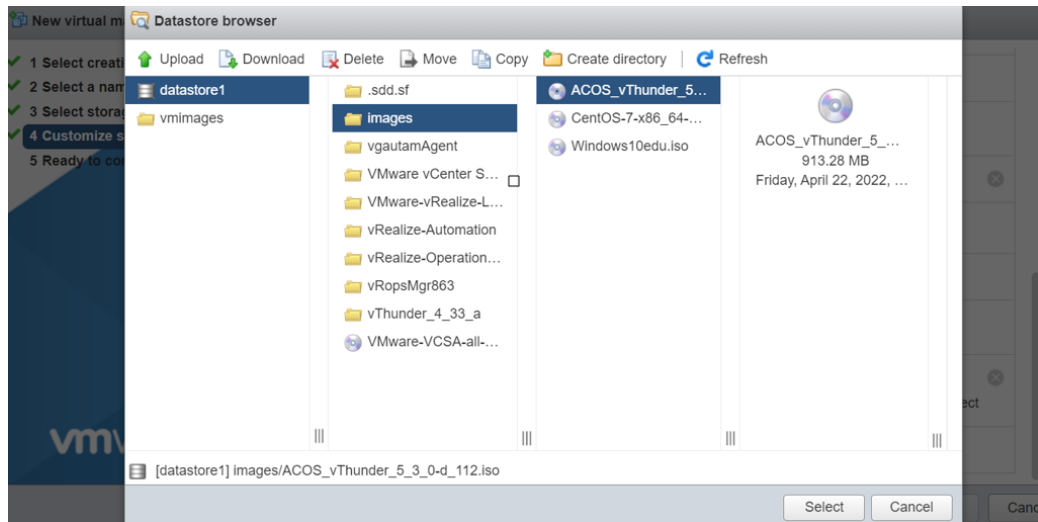 New virtual m
Datastore browser
Upload Download Delete Move Copy Create directory Refresh
1 Select creati
2 Select a nam
3 Select storag
4 Customize s
5 Ready to co
datastore1
vmimages
.sdd.sf
images
vgautamAgent
VMware vCenter S...
VMware-vRealize-L...
vRealize-Automation
vRealize-Operation...
vRopsMgr863
vThunder_4_33_a
VMware-VCSA-all-...
ACOS_vThunder_5...
CentOS-7-x86_64-...
Windows10edu.iso
ACOS_vThunder_5_...
913.28 MB
Friday, April 22, 2022, ...
ect
vmw
[datastore1] images/ACOS_vThunder_5_3_0-d_112.iso
Select Cancel
Canc